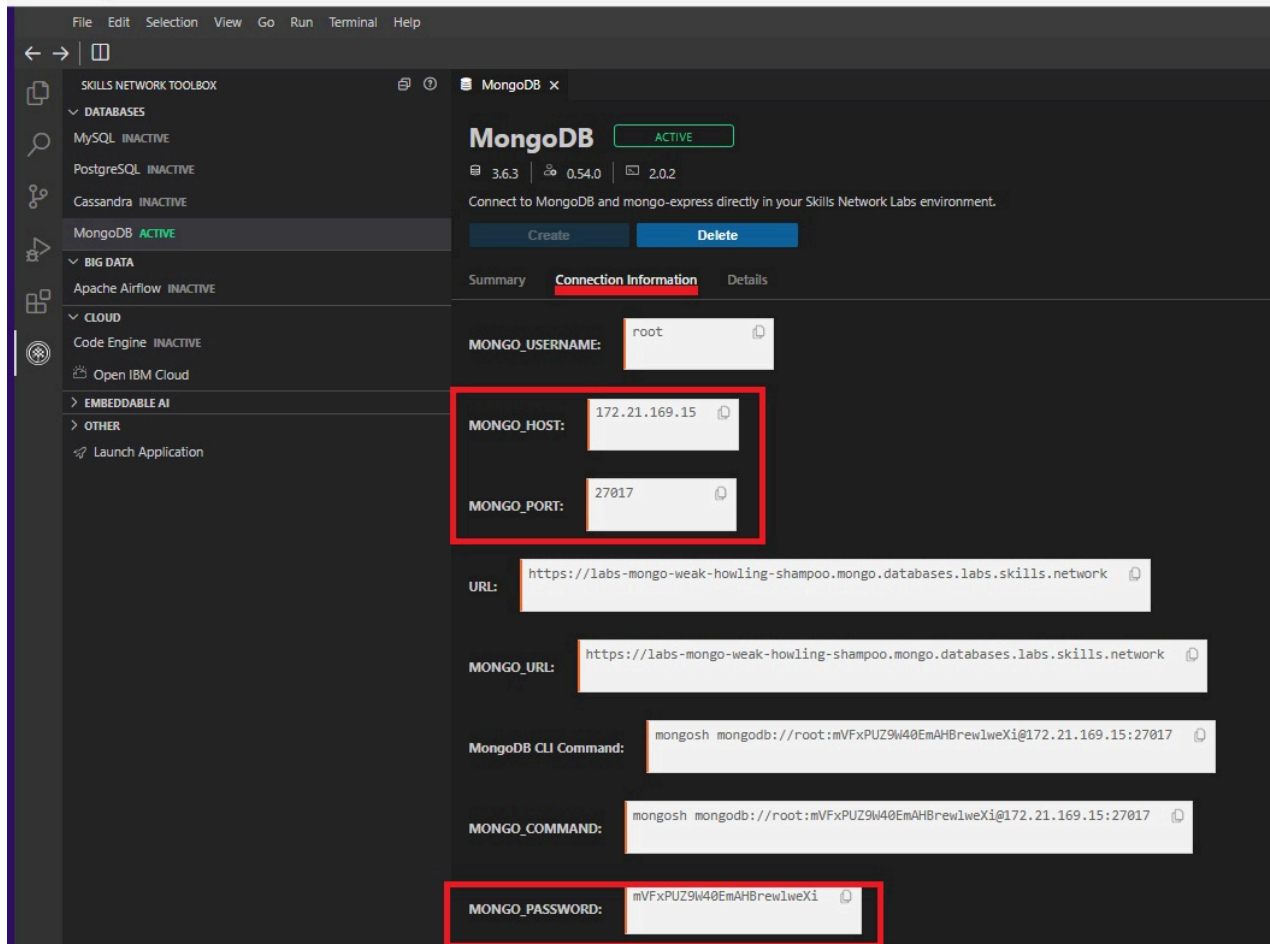 File Edit Selection View Go Run Terminal Help
SKILLS NETWORK TOOLBOX
DATABASES
MySQL INACTIVE
PostgreSQL INACTIVE
Cassandra INACTIVE
MongoDB ACTIVE
BIG DATA
Apache Airflow INACTIVE
CLOUD
Code Engine INACTIVE
Open IBM Cloud
EMBEDDABLE AI
OTHER
Launch Application
MongoDB
MongoDB ACTIVE
3.6.3 0.54.0 2.0.2
Connect to MongoDB and mongo-express directly in your Skills Network Labs environment.
Create Delete
Summary Connection Information Details
MONGO_USERNAME: root
MONGO_HOST: 172.21.169.15
MONGO_PORT: 27017
URL: https://labs-mongo-weak-howling-shampoo.mongo.databases.labs.skills.network
MONGO_URL: https://labs-mongo-weak-howling-shampoo.mongo.databases.labs.skills.network
MongoDB CLI Command: mongosh mongodb://root:mVFxPUZ9W40EmAHBrewlweXi@172.21.169.15:27017
MONGO_COMMAND: mongosh mongodb://root:mVFxPUZ9W40EmAHBrewlweXi@172.21.169.15:27017
MONGO_PASSWORD: mVFxPUZ9W40EmAHBrewlweXi